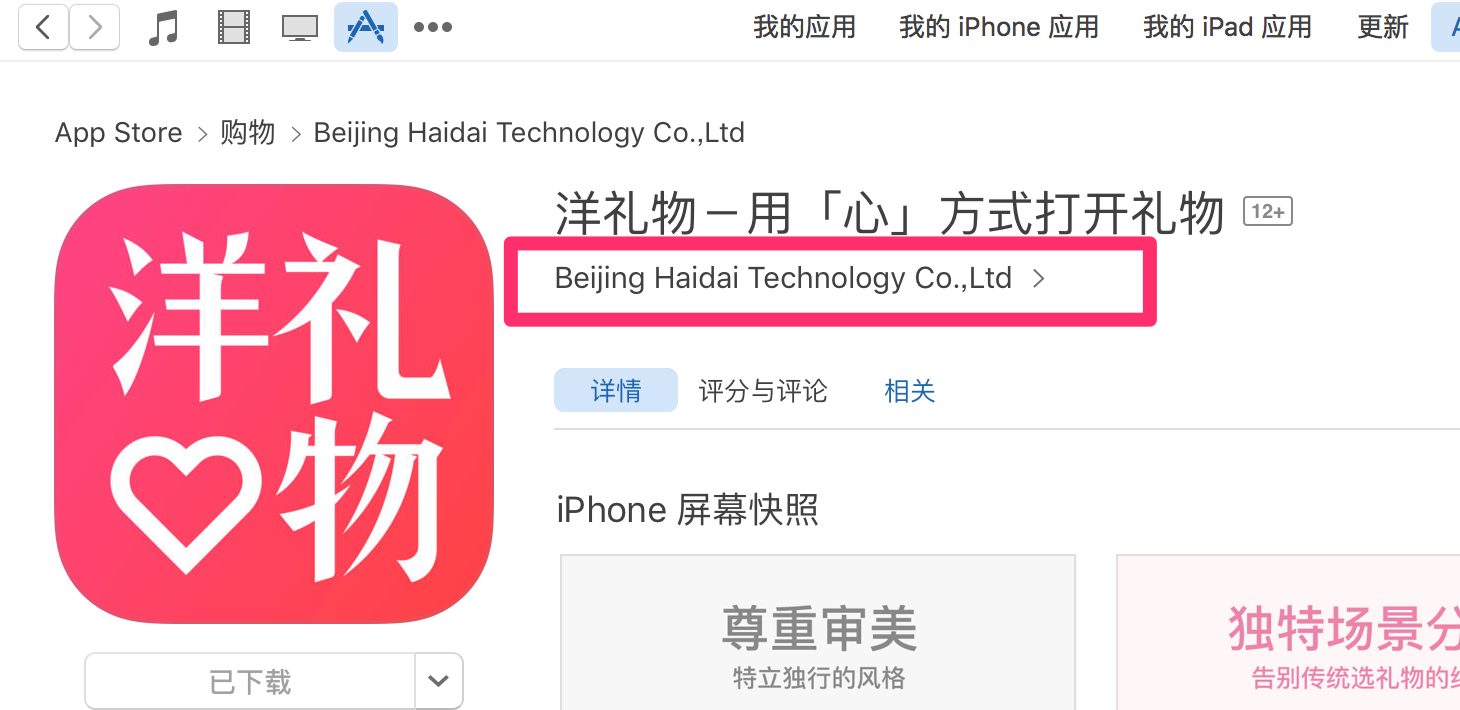 我的应用 我的 iPhone 应用 我的 iPad 应用 更新
App Store > 购物 > Beijing Haidai Technology Co.,Ltd
洋礼物
洋礼物 – 用「心」方式打开礼物 12+
Beijing Haidai Technology Co.,Ltd >
详情 评分与评论 相关
iPhone 屏幕快照
尊重审美
特立独行的风格
独特场景分
告别传统选礼物的
已下载